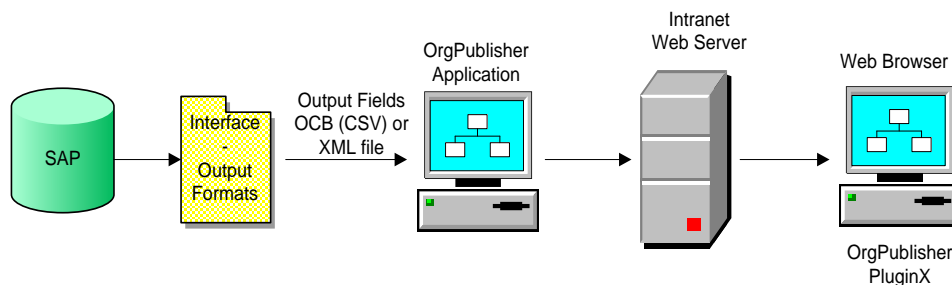 SAP
Interface
-
Output
Formats
Output Fields
OCB (CSV) or
XML file
OrgPublisher
Application
Intranet
Web Server
Web Browser
OrgPublisher
PluginX